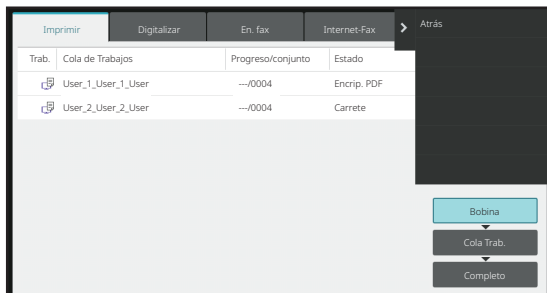 Imprimir Digitalizar En. fax Internet-Fax Atrás
Trab. Cola de Trabajos Progreso/conjunto Estado
User_1_User_1_User ---/0004 Encrip. PDF
User_2_User_2_User ---/0004 Carrete
Bobina
Cola Trab.
Completo